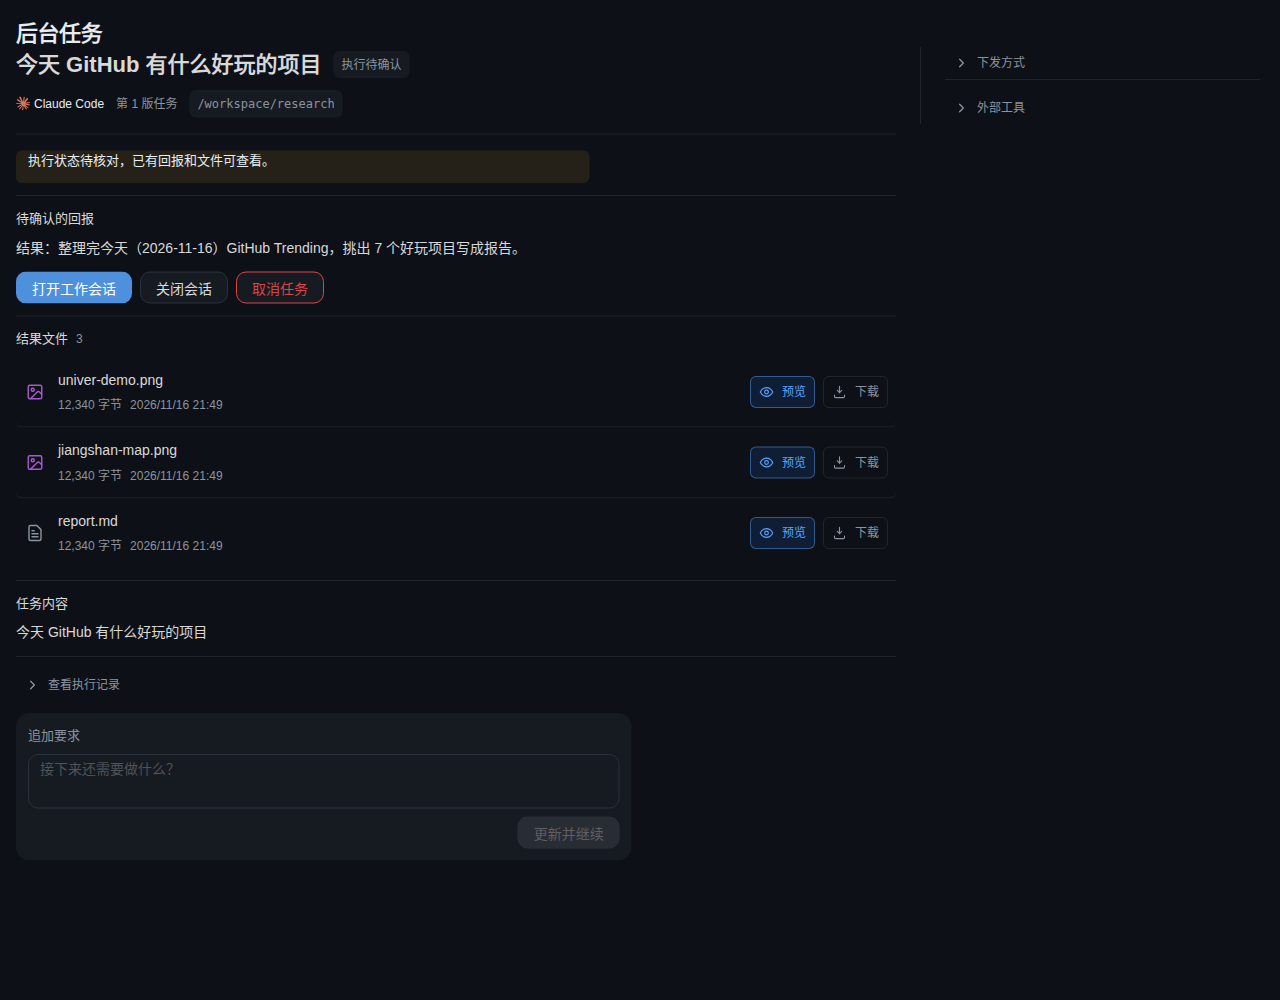 后台任务
今天 GitHub 有什么好玩的项目 执行待确认
Claude Code 第 1 版任务 /workspace/research
执行状态待核对，已有回报和文件可查看。
待确认的回报
结果：整理完今天（2026-11-16）GitHub Trending，挑出 7 个好玩项目写成报告。
打开工作会话 关闭会话 取消任务
结果文件 3
univer-demo.png
12,340 字节 2026/11/16 21:49
预览 下载
jiangshan-map.png
12,340 字节 2026/11/16 21:49
预览 下载
report.md
12,340 字节 2026/11/16 21:49
预览 下载
任务内容
今天 GitHub 有什么好玩的项目
查看执行记录
追加要求
接下来还需要做什么？
更新并继续
下发方式
外部工具